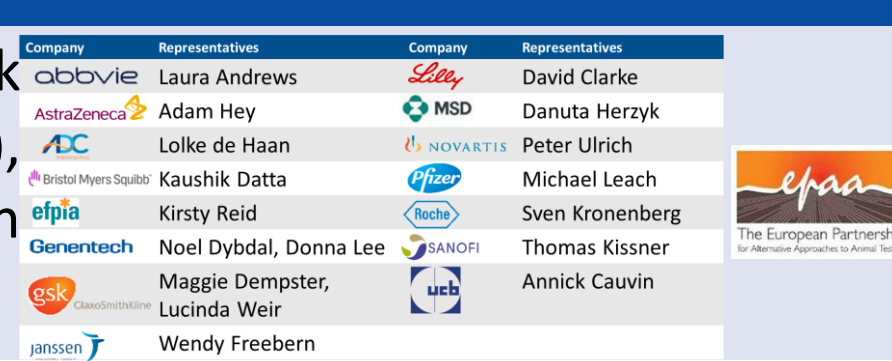 Company Representatives Company Representatives
k
abbvie Laura Andrews Lilly David Clarke
AstraZeneca Adam Hey MSD Danuta Herzyk
),
ADC Lolke de Haan NOVARTIS Peter Ulrich
Bristol Myers Squibb Kaushik Datta Pfizer Michael Leach
n
efpia Kirsty Reid Roche Sven Kronenberg
Genentech Noel Dybdal, Donna Lee SANOFI Thomas Kissner
gsk GlaxoSmithKline Maggie Dempster, ucb Annick Cauvin
Lucinda Weir
janssen Wendy Freebern
epaa
The European Partnersh
for Alternative Approaches to Animal Test